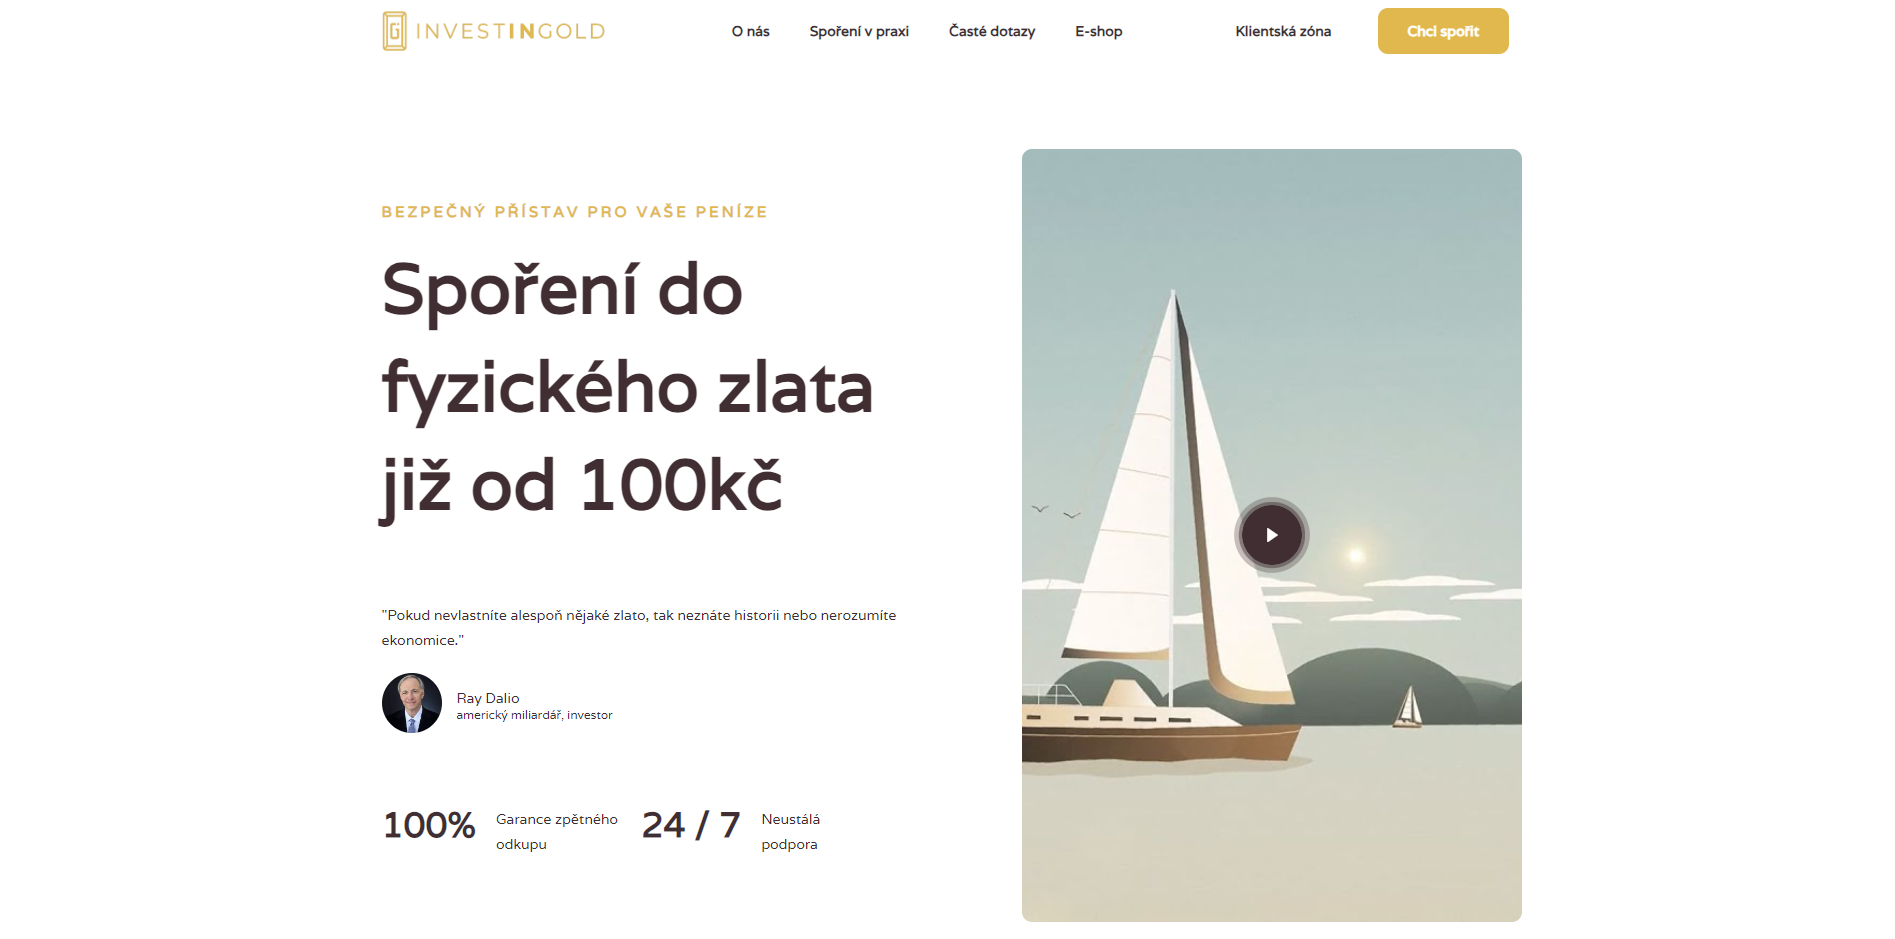 INVESTINGOLD
O nás
Spoření v praxi
Časté dotazy
E-shop
Klientská zóna
Chci spořit
BEZPEČNÝ PŘÍSTAV PRO VAŠE PENÍZE
Spoření do
fyzického zlata
již od 100kč
"Pokud nevlastníte alespoň nějaké zlato, tak neznáte historii nebo nerozumíte
ekonomice."
Ray Dalio
americký miliardář, investor
100%
Garance zpětného
odkupu
24 / 7
Neustálá
podpora